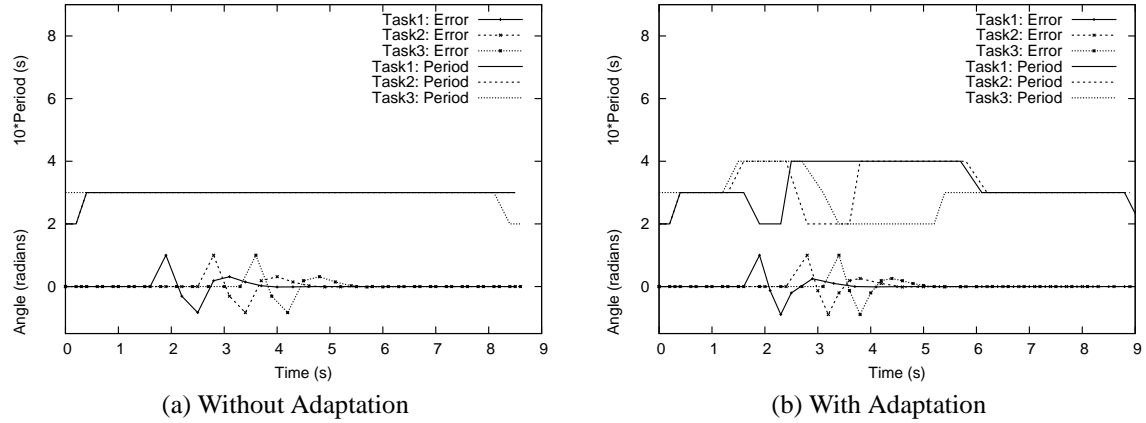 8
6
4
2
0
10*Period (s)
Angle (radians)
Task1: Error
Task2: Error
Task3: Error
Task1: Period
Task2: Period
Task3: Period
0 1 2 3 4 5 6 7 8 9
Time (s)
(a) Without Adaptation
8
6
4
2
0
10*Period (s)
Angle (radians)
Task1: Error
Task2: Error
Task3: Error
Task1: Period
Task2: Period
Task3: Period
0 1 2 3 4 5 6 7 8 9
Time (s)
(b) With Adaptation